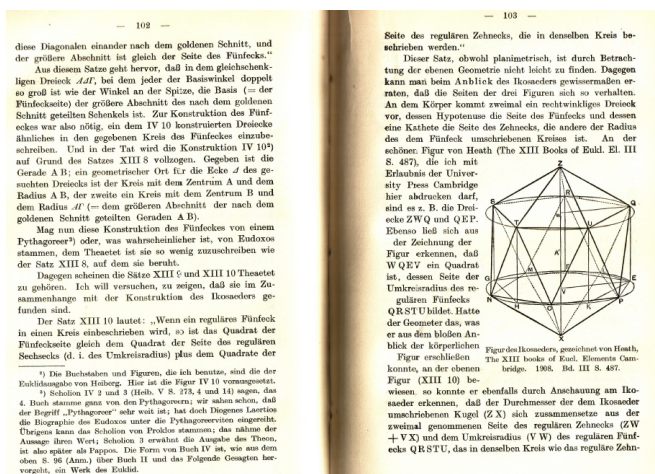 — 102 —
diese Diagonalen einander nach dem goldenen Schnitt, und
der größere Abschnitt ist gleich der Seite des Fünfecks.“
Aus diesem Satze geht hervor, daß in dem gleichschenk-
ligen Dreieck ΑΔΓ, bei dem jeder der Basiswinkel doppelt
so groß ist wie der Winkel an der Spitze, die Basis (= der
Fünfeckseite) der größere Abschnitt des nach dem goldenen
Schnitt geteilten Schenkels ist. Zur Konstruktion des Fünf-
eckes war also nötig, ein dem IV 10 konstruierten Dreiecke
ähnliches in den gegebenen Kreis des Fünfeckes einzube-
schreiben. Und in der Tat wird die Konstruktion IV 10²)
auf Grund des Satzes XIII 8 vollzogen. Gegeben ist die
Gerade A B; ein geometrischer Ort für die Ecke Δ des ge-
suchten Dreiecks ist der Kreis mit dem Zentrum A und dem
Radius A B, der zweite ein Kreis mit dem Zentrum B und
dem Radius ΑΓ (= dem größeren Abschnitt der nach dem
goldenen Schnitt geteilten Geraden A B).
Mag nun diese Konstruktion des Fünfeckes von einem
Pythagoreer³) oder, was wahrscheinlicher ist, von Eudoxos
stammen, dem Theaetet ist sie so wenig zuzuschreiben wie
der Satz XIII 8, auf dem sie beruht.
Dagegen scheinen die Sätze XIII 9 und XIII 10 Theaetet
zu gehören. Ich will versuchen, zu zeigen, daß sie im Zu-
sammenhange mit der Konstruktion des Ikosaeders ge-
funden sind.
Der Satz XIII 10 lautet: „Wenn ein reguläres Fünfeck
in einen Kreis einbeschrieben wird, so ist das Quadrat der
Fünfeckseite gleich dem Quadrat der Seite des regulären
Sechsecks (d. i. des Umkreisradius) plus dem Quadrate der
²) Die Buchstaben und Figuren, die ich benutze, sind die der
Euklidausgabe von Heiberg. Hier ist die Figur IV 10 vorausgesetzt.
³) Scholion IV 2 und 3 (Heib. V S. 273, 4 und 14) sagen, das
4. Buch stamme ganz von den Pythagoreern; wir sahen schon, daß
der Begriff „Pythagoreer“ sehr weit ist; hat doch Diogenes Laertios
die Biographie des Eudoxos unter die Pythagoreerviten eingereiht.
Übrigens kann das Scholion von Proklos stammen; das nähme der
Aussage ihren Wert; Scholion 3 erwähnt die Ausgabe des Theon,
ist also später als Pappos. Die Form von Buch IV ist, wie aus dem
oben S. 96 (Anm.) über Buch II und das Folgende Gesagten her-
vorgeht, ein Werk des Euklid.
— 103 —
Seite des regulären Zehnecks, die in denselben Kreis be-
schrieben werden.“
Dieser Satz, obwohl planimetrisch, ist durch Betrach-
tung der ebenen Geometrie nicht leicht zu finden. Dagegen
kann man beim Anblick des Ikosaeders gewissermaßen er-
raten, daß die Seiten der drei Figuren sich so verhalten.
An dem Körper kommt zweimal ein rechtwinkliges Dreieck
vor, dessen Hypotenuse die Seite des Fünfecks und dessen
eine Kathete die Seite des Zehnecks, die andere der Radius
des dem Fünfeck umschriebenen Kreises ist. An der
schönen Figur von Heath (The XIII Books of Eukl. El. III
S. 487), die ich mit
Erlaubnis der Univer-
sity Press Cambridge
hier abdrucken darf,
sind es z. B. die Drei-
ecke ZWQ und QEP.
Ebenso ließ sich aus
der Zeichnung der
Figur erkennen, daß
WQEV ein Quadrat
ist, dessen Seite der
Umkreisradius des re-
gulären Fünfecks
QRSTU bildet. Hatte
der Geometer das, was
er aus dem bloßen An-
blick der körperlichen
Figur erschließen
konnte, an der ebenen
Figur (XIII 10) be-
Z
S
R
Q
W
T
U
A'
G
M
F
E
N
V
P
H
O
K
X
Figur des Ikosaeders, gezeichnet von Heath,
The XIII books of Eucl. Elements Cam-
bridge. 1908. Bd. III S. 487.
wiesen, so konnte er ebenfalls durch Anschauung am Iko-
saeder erkennen, daß der Durchmesser der dem Ikosaeder
umschriebenen Kugel (Z X) sich zusammensetze aus der
zweimal genommenen Seite des regulären Zehnecks (ZW
+ V X) und dem Umkreisradius (V W) des regulären Fünf-
ecks QRSTU, das in denselben Kreis wie das reguläre Zehn-